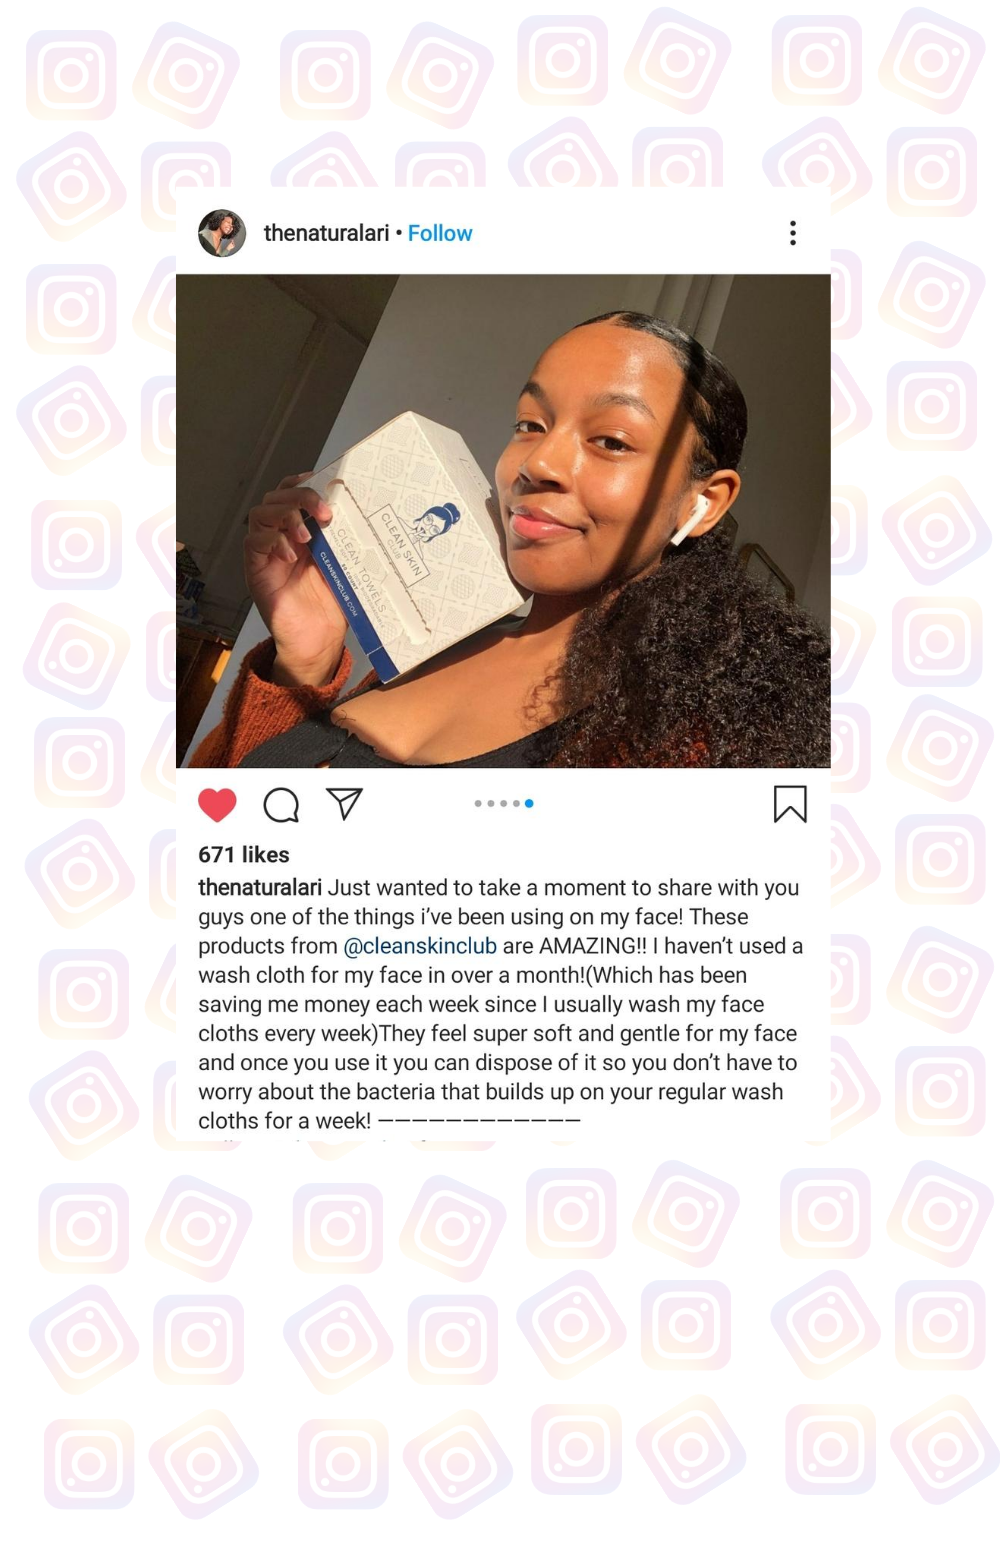 thenaturalari • Follow
CLEAN SKIN
CLUB
CLEAN TOWELS
CLEANSKINCLUB.COM
671 likes
thenaturalari Just wanted to take a moment to share with you
guys one of the things i’ve been using on my face! These
products from @cleanskinclub are AMAZING!! I haven’t used a
wash cloth for my face in over a month!(Which has been
saving me money each week since I usually wash my face
cloths every week)They feel super soft and gentle for my face
and once you use it you can dispose of it so you don’t have to
worry about the bacteria that builds up on your regular wash
cloths for a week! ————————————